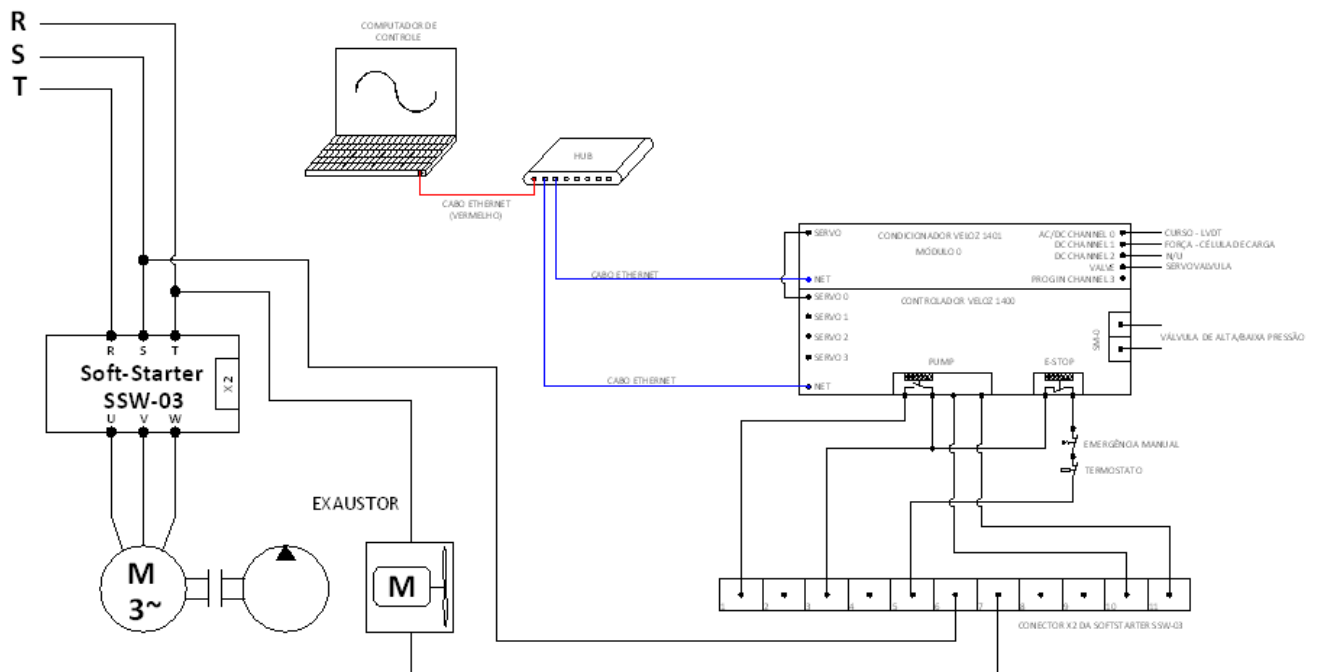 R
S
T
COMPUTADOR DE
CONTROLE
HUB
CABO ETHERNET
(VERMELHO)
CABO ETHERNET
CABO ETHERNET
SERVO
CONDICIONADOR VELOZ 1401
MÓDULO 0
NET
AC/DC CHANNEL 0
DC CHANNEL 1
DC CHANNEL 2
VALVE
PROG IN CHANNEL 3
CURSO - LVDT
FORÇA - CÉLULA DE CARGA
N/U
SERVOVALVULA
SERVO 0
CONTROLADOR VELOZ 1400
SERVO 1
SERVO 2
SERVO 3
NET
SM-0
VÁLVULA DE ALTA/BAIXA PRESSÃO
PUMP
E-STOP
EMERGÊNCIA MANUAL
TERMOSTATO
R S T
Soft-Starter
SSW-03
X2
U V W
M
3~
EXAUSTOR
M
1 2 3 4 5 6 7 8 9 10 11
CONECTOR X2 DA SOFTSTARTER SSW-03